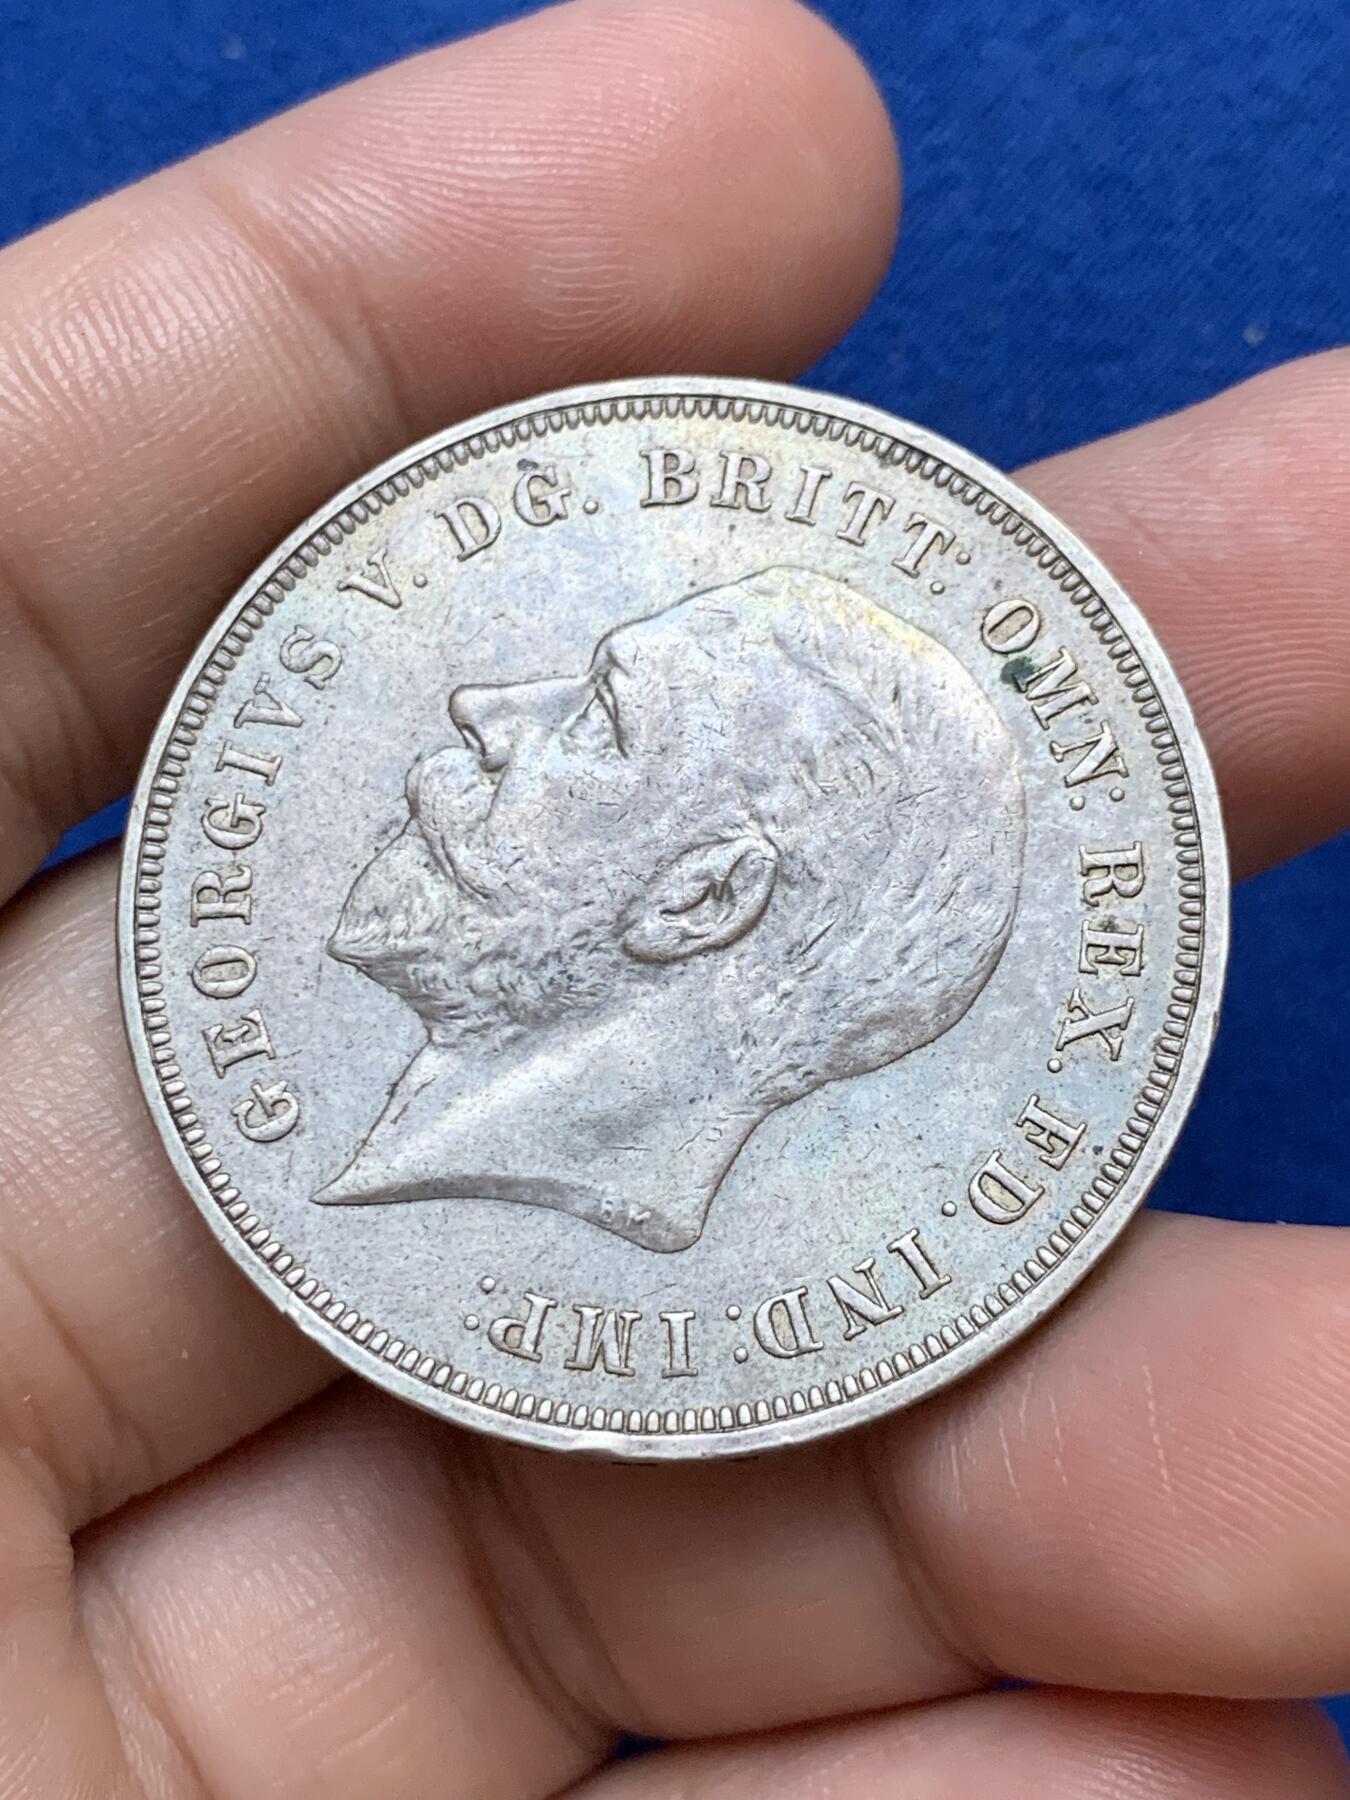 GEORGIVS V. DG. BRITT: OMN: REX. FD. IND: IMP:
BM